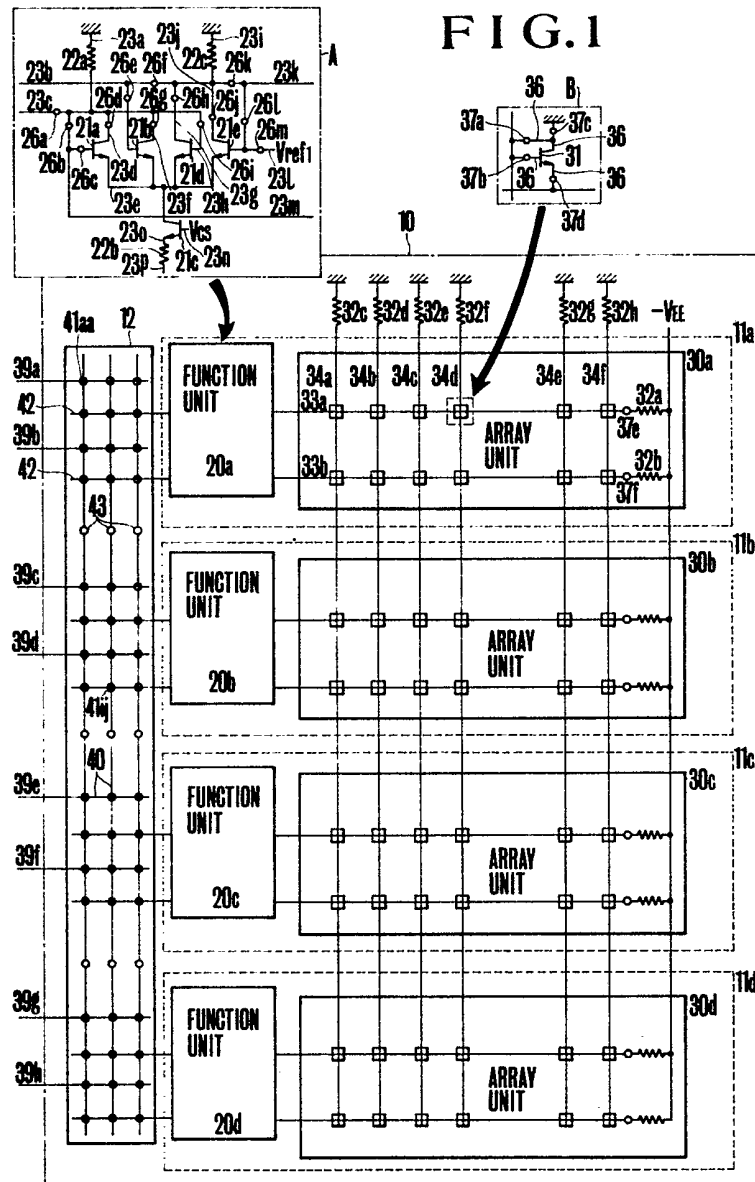 FIG.1
23a 23j 23i
22a 26f 22c 26k A
23b 26e 23k
23c 26d 26g 26h 26j 26l
26a 21a 21b 21e 26m
26b 26c 23d 21d 26i Vref1 23l
23e 23f 23h 23g 23m
23o Vcs
22b 21c 23n
23p
B
37a 36 37c
36
31
37b 36 36
37d
10
32c 32d 32e 32f 32g 32h -VEE
41aa 12 11a
39a FUNCTION UNIT 34a 34b 34c 34d 34e 34f 30a
42 33a 32a
39b 37e
ARRAY UNIT
42 20a 33b 32b
37f
43
11b
39c FUNCTION UNIT 30b
39d ARRAY UNIT
41ij 20b
11c
40
39e FUNCTION UNIT 30c
39f ARRAY UNIT
20c
11d
39g FUNCTION UNIT 30d
39h ARRAY UNIT
20d